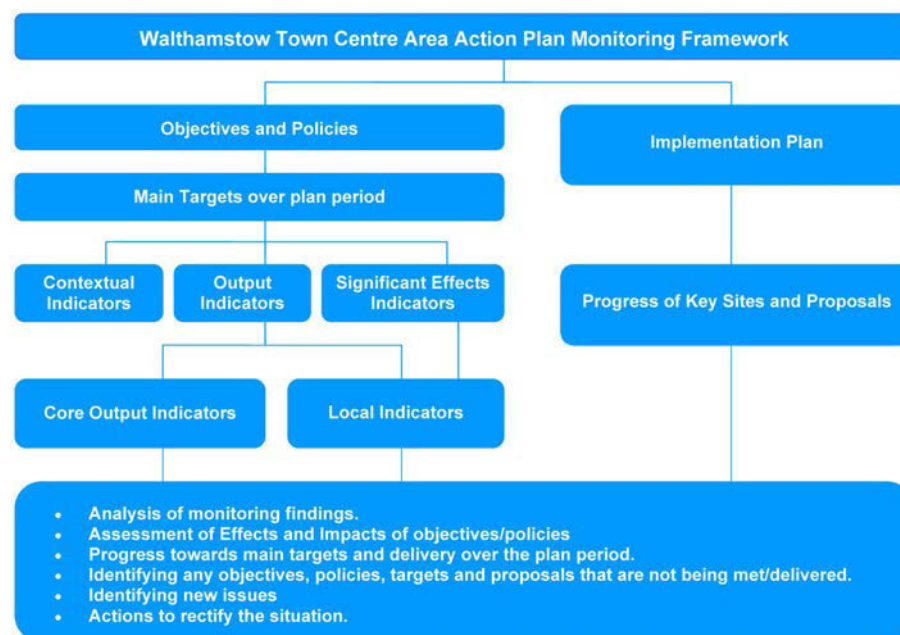 Walthamstow Town Centre Area Action Plan Monitoring Framework
Objectives and Policies
Implementation Plan
Main Targets over plan period
Contextual
Indicators
Output
Indicators
Significant Effects
Indicators
Progress of Key Sites and Proposals
Core Output Indicators
Local Indicators
• Analysis of monitoring findings.
• Assessment of Effects and Impacts of objectives/policies
• Progress towards main targets and delivery over the plan period.
• Identifying any objectives, policies, targets and proposals that are not being met/delivered.
• Identifying new issues
• Actions to rectify the situation.